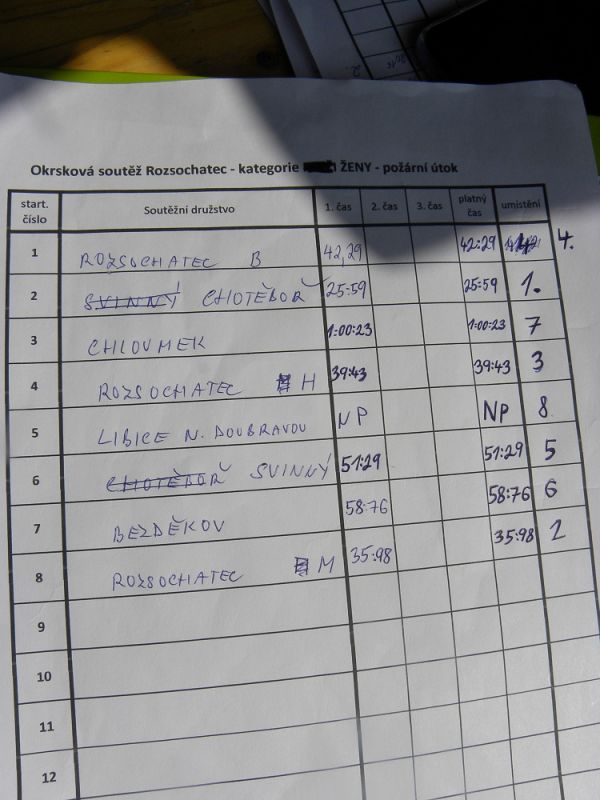 Okrsková soutěž Rozsochatec - kategorie ŽENY - požární útok
start. číslo Soutěžní družstvo 1. čas 2. čas 3. čas platný čas umístění
1 ROZSOCHATEC B 42,29 42:29 4.
2 SVINNÝ CHOTĚBOŘ 25:59 25:59 1.
3 CHLOUMEK 1:00:23 1:00:23 7
4 ROZSOCHATEC H 39:43 39:43 3
5 LIBICE N. DOUBRAVOU NP NP 8
6 CHOTĚBOŘ SVINNÝ 51:29 51:29 5
7 BEZDĚKOV 58:76 58:76 6
8 ROZSOCHATEC M 35:98 35:98 2
9
10
11
12